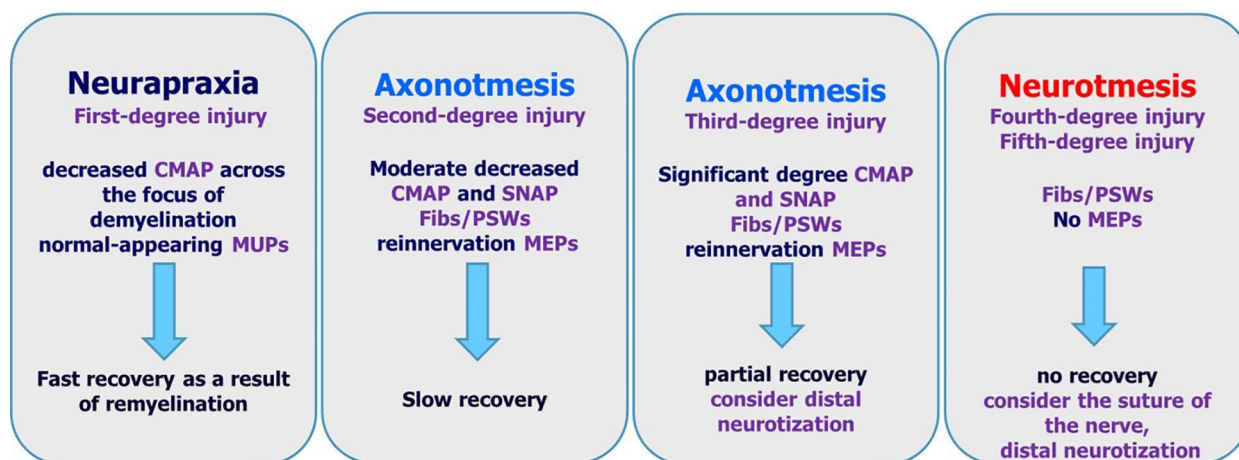 Neurapraxia
First-degree injury
decreased CMAP across
the focus of
demyelination
normal-appearing MUPs
Fast recovery as a result
of remyelination
Axonotmesis
Second-degree injury
Moderate decreased
CMAP and SNAP
Fibs/PSWs
reinnervation MEPs
Slow recovery
Axonotmesis
Third-degree injury
Significant degree CMAP
and SNAP
Fibs/PSWs
reinnervation MEPs
partial recovery
consider distal
neurotization
Neurotmesis
Fourth-degree injury
Fifth-degree injury
Fibs/PSWs
No MEPs
no recovery
consider the suture of
the nerve,
distal neurotization